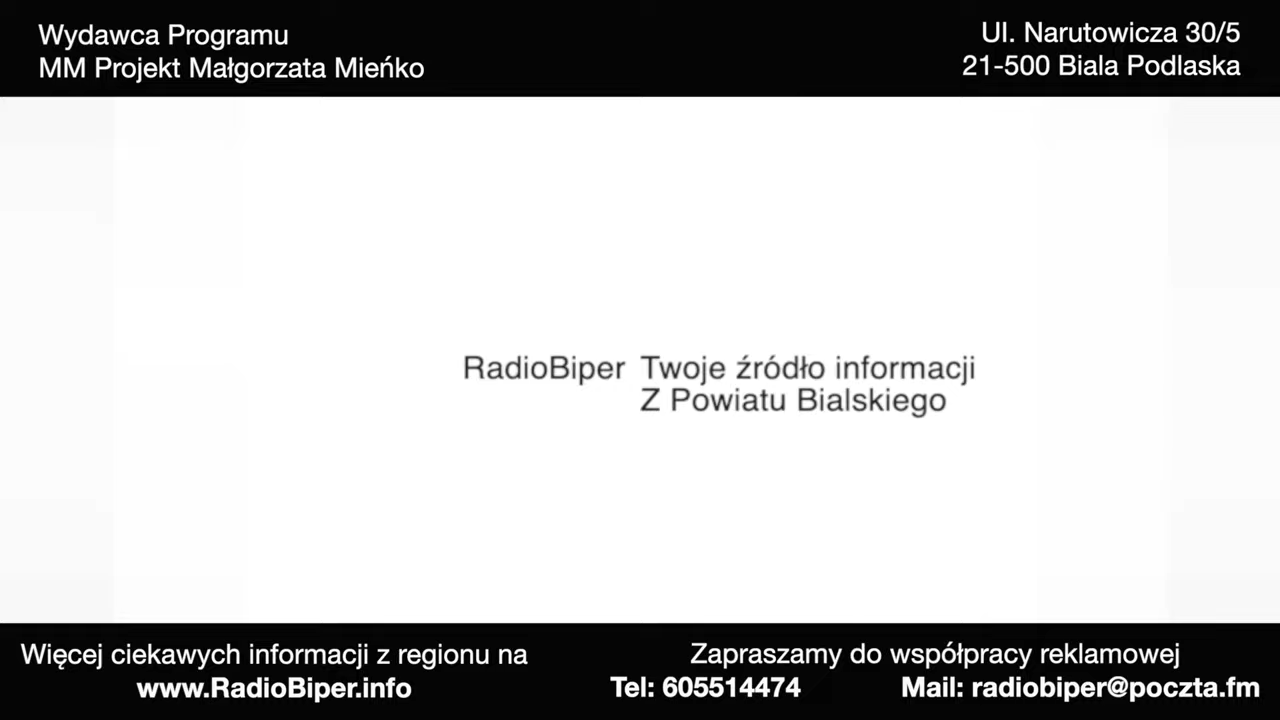 Wydawca Programu
MM Projekt Małgorzata Mieńko
Ul. Narutowicza 30/5
21-500 Biala Podlaska
RadioBiper Twoje źródło informacji
Z Powiatu Bialskiego
Więcej ciekawych informacji z regionu na
www.RadioBiper.info
Zapraszamy do współpracy reklamowej
Tel: 605514474 Mail: radiobiper@poczta.fm